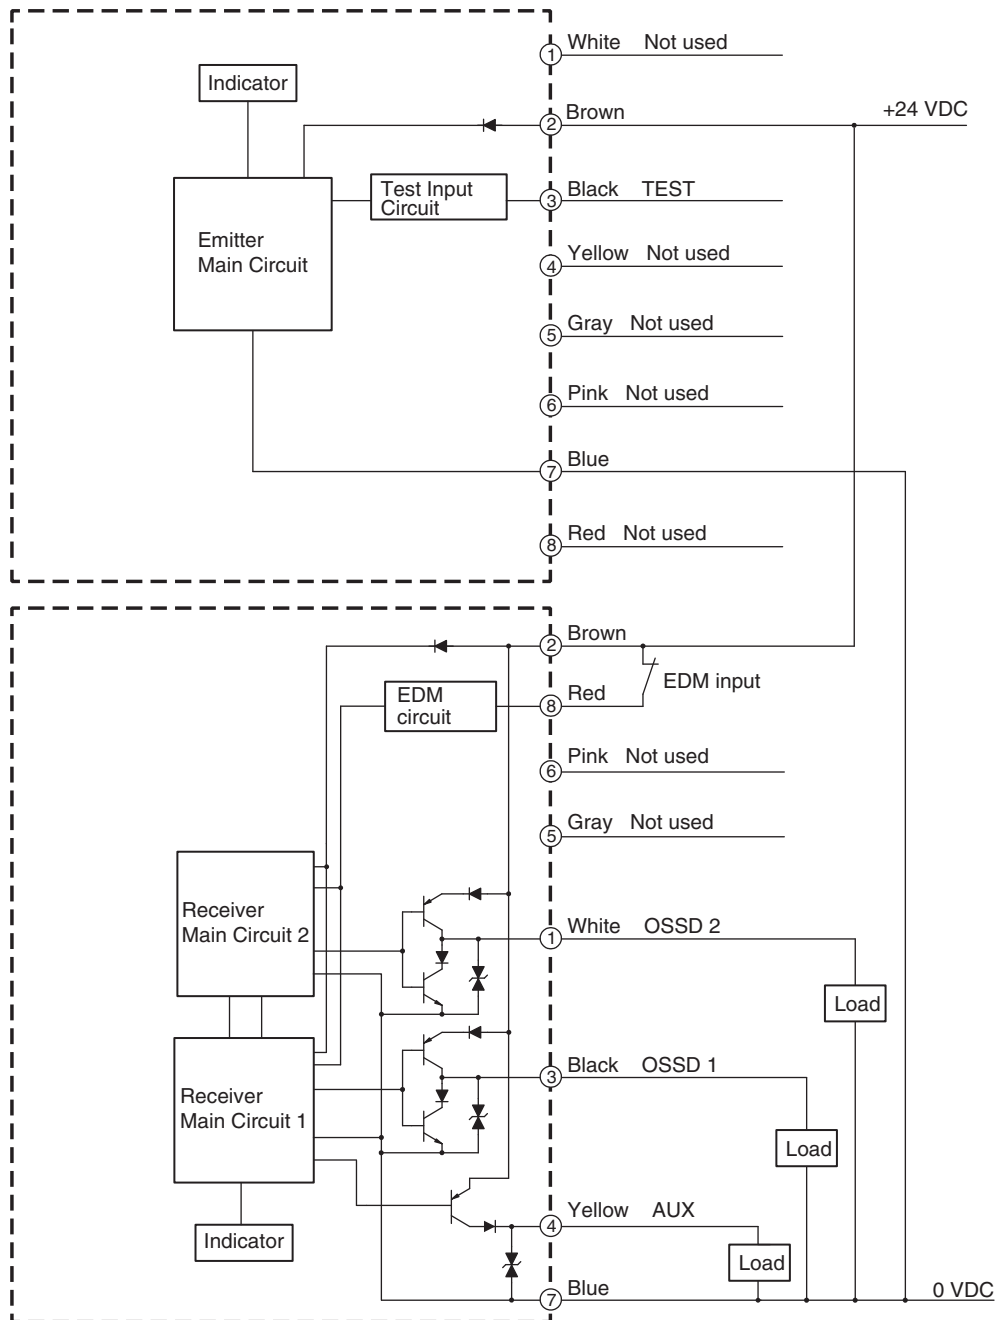 1 White Not used
Indicator
2 Brown +24 VDC
Test Input
Circuit
3 Black TEST
Emitter
Main Circuit
4 Yellow Not used
5 Gray Not used
6 Pink Not used
7 Blue
8 Red Not used
2 Brown
EDM
circuit
8 Red
EDM input
6 Pink Not used
5 Gray Not used
Receiver
Main Circuit 2
1 White OSSD 2
Load
Receiver
Main Circuit 1
3 Black OSSD 1
Load
4 Yellow AUX
Indicator
Load
7 Blue 0 VDC